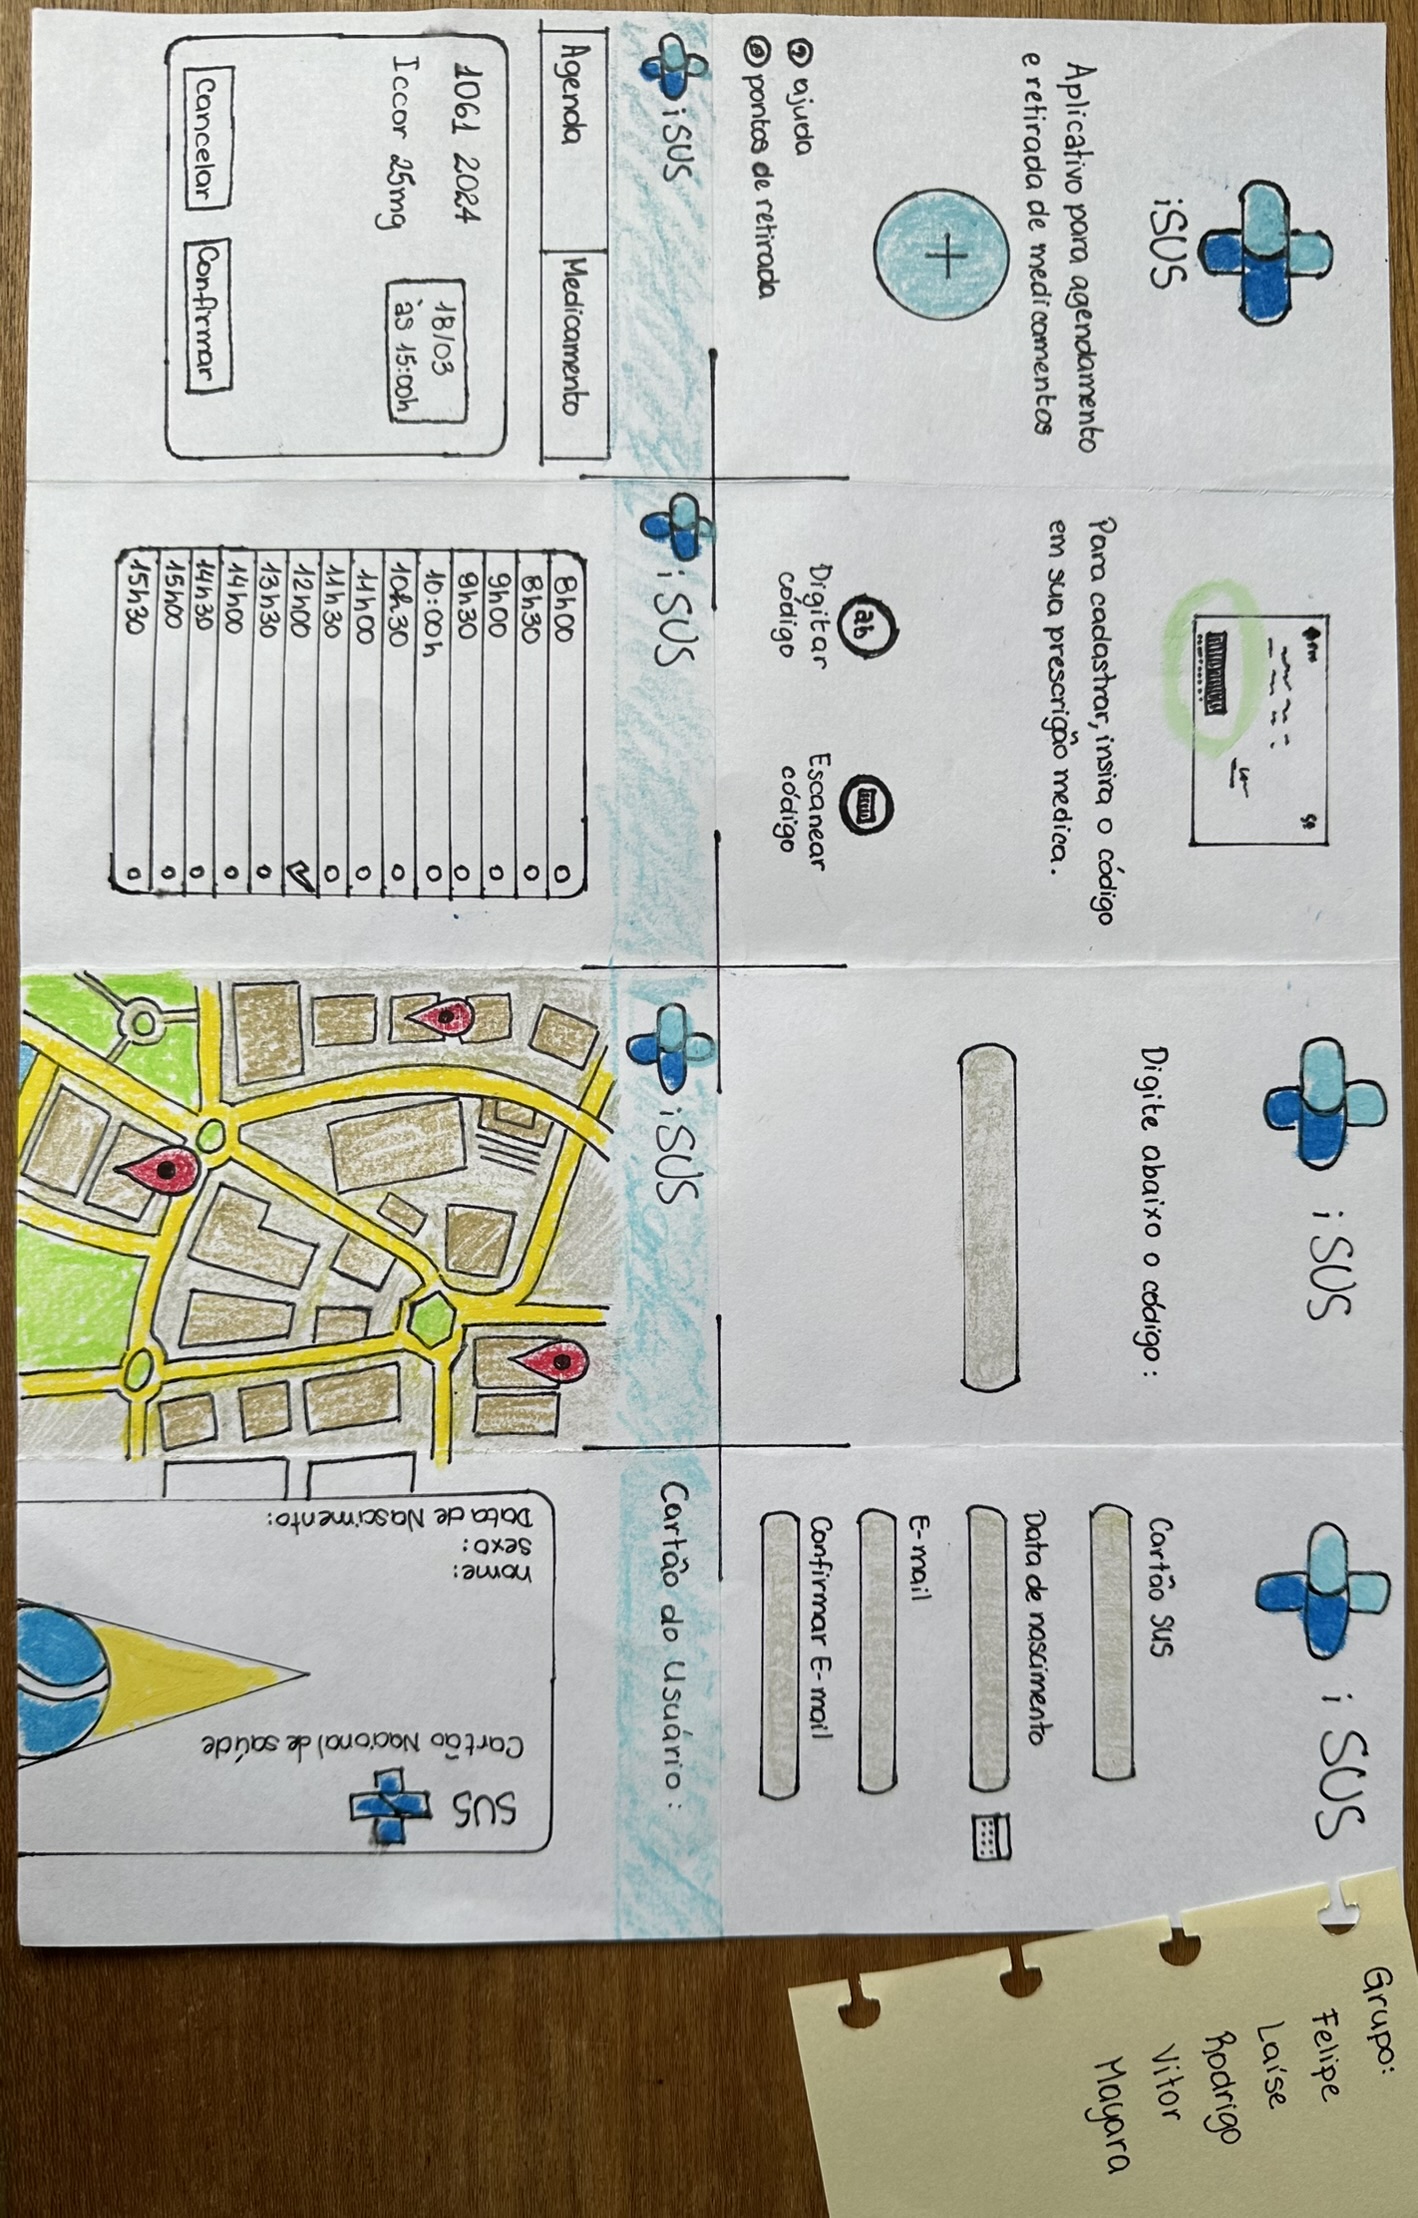 iSUS
Aplicativo para agendamento
e retirada de medicamentos
+
? ajuda
pontos de retirada
Para cadastrar, insira o código
em sua prescrigão medica.
ab
Digitar
código
Escanear
código
iSUS
Digite abaixo o código:
iSUS
Cartão SUS
Data de nascimento
E-mail
Confirmar E-mail
Grupo:
Felipe
Laíse
Rodrigo
Vitor
Mayara
iSUS
Agenda
Medicamento
1061 2024
Iccor 25mg
18/03
às 15:00h
Cancelar
Confirmar
iSUS
8h00
8h30
9h00
9h30
10:00h
10h30
11h00
11h30
12h00
13h30
14h00
14h30
15h00
15h30
iSUS
Cartão do Usuário:
SUS
Cartão Nacional de saúde
nome:
sexo:
Data de Nascimento: